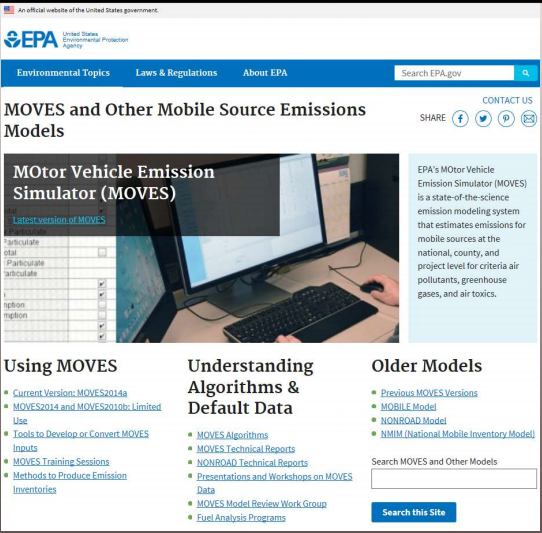 An official website of the United States government.
EPA United States
Environmental Protection
Agency
Environmental Topics Laws & Regulations About EPA Search EPA.gov
CONTACT US
SHARE
MOVES and Other Mobile Source Emissions
Models
MOtor Vehicle Emission
Simulator (MOVES)
Latest version of MOVES
Particulate
Particulate
Particulate
mption
EPA's MOtor Vehicle
Emission Simulator (MOVES)
is a state-of-the-science
emission modeling system
that estimates emissions for
mobile sources at the
national, county, and
project level for criteria air
pollutants, greenhouse
gases, and air toxics.
Using MOVES
Current Version: MOVES2014a
MOVES2014 and MOVES2010b: Limited
Use
Tools to Develop or Convert MOVES
Inputs
MOVES Training Sessions
Methods to Produce Emission
Inventories
Understanding
Algorithms &
Default Data
MOVES Algorithms
MOVES Technical Reports
NONROAD Technical Reports
Presentations and Workshops on MOVES
Data
MOVES Model Review Work Group
Fuel Analysis Programs
Older Models
Previous MOVES Versions
MOBILE Model
NONROAD Model
NMIM (National Mobile Inventory Model)
Search MOVES and Other Models
Search this Site